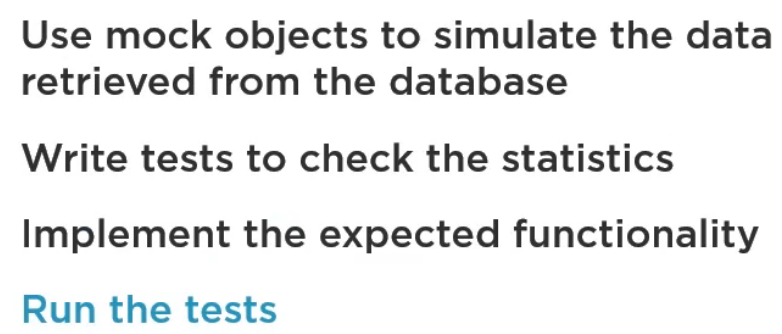 Use mock objects to simulate the data
retrieved from the database
Write tests to check the statistics
Implement the expected functionality
Run the tests